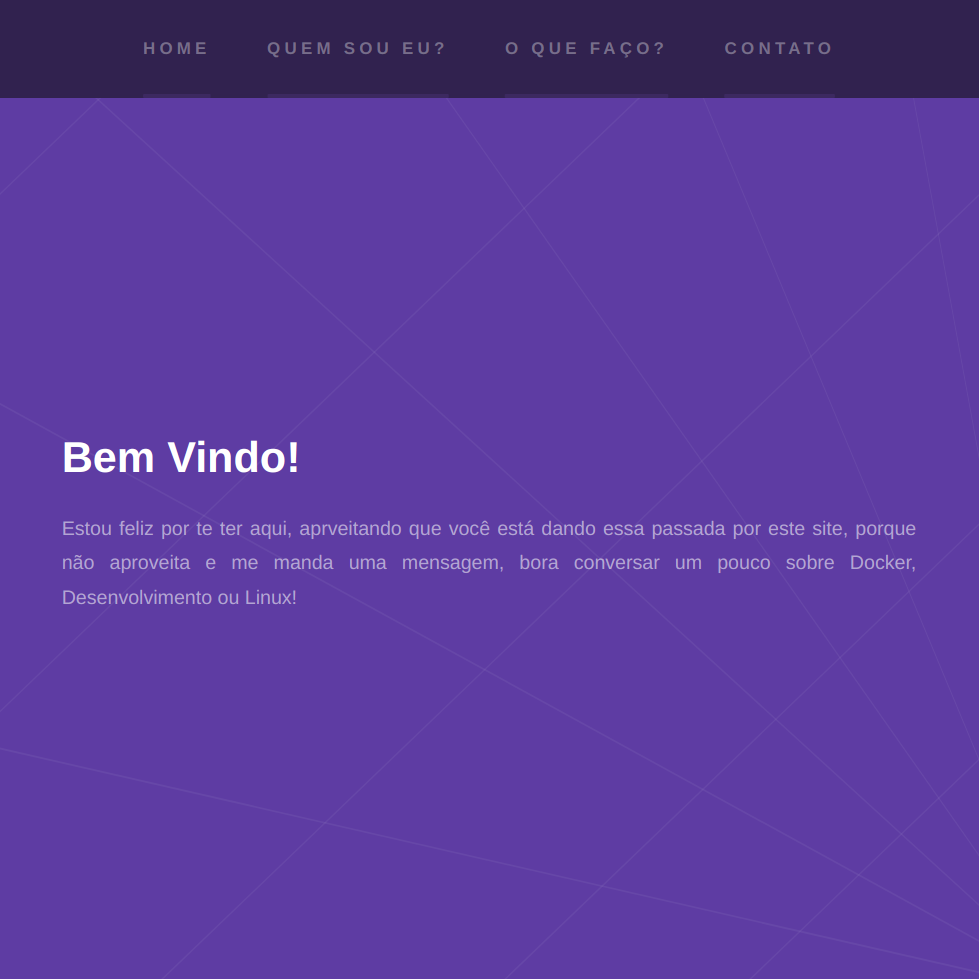 HOME QUEM SOU EU? O QUE FAÇO? CONTATO
Bem Vindo!
Estou feliz por te ter aqui, aprveitando que você está dando essa passada por este site, porque
não aproveita e me manda uma mensagem, bora conversar um pouco sobre Docker,
Desenvolvimento ou Linux!